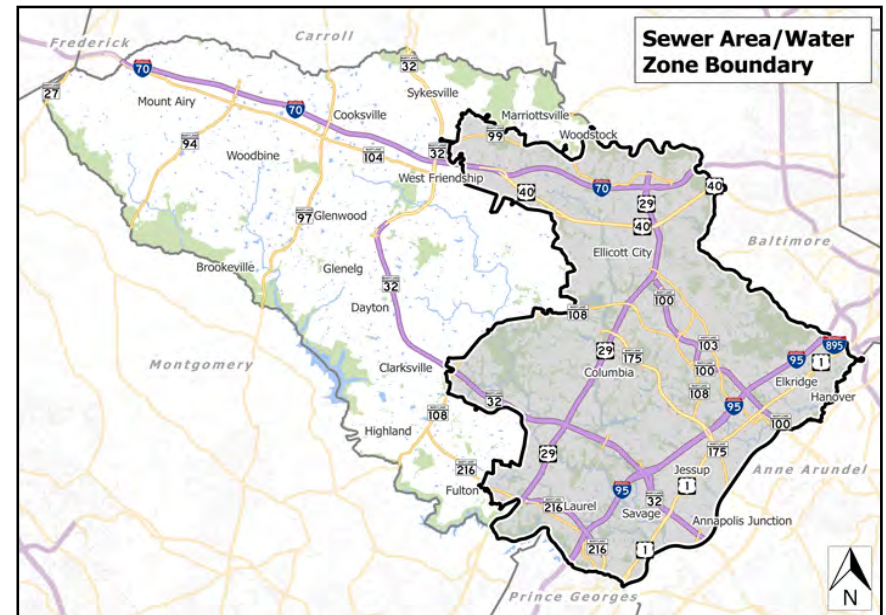 Sewer Area/Water
Zone Boundary
Frederick
Carroll
32
70
27
Mount Airy
Sykesville
70
Cooksville
Marriottsville
94
Woodstock
99
Woodbine
104
32
West Friendship
70
40
40
29
97
Glenwood
40
Baltimore
Ellicott City
Brookeville
Glenelg
32
100
Dayton
108
103
895
29
175
95
1
Montgomery
Clarksville
100
Columbia
Elkridge
32
108
95
Hanover
108
100
Highland
29
175
216
Jessup
Anne Arundel
Fulton
95
1
32
216
Laurel
Savage
Annapolis Junction
216
1
Prince Georges
N